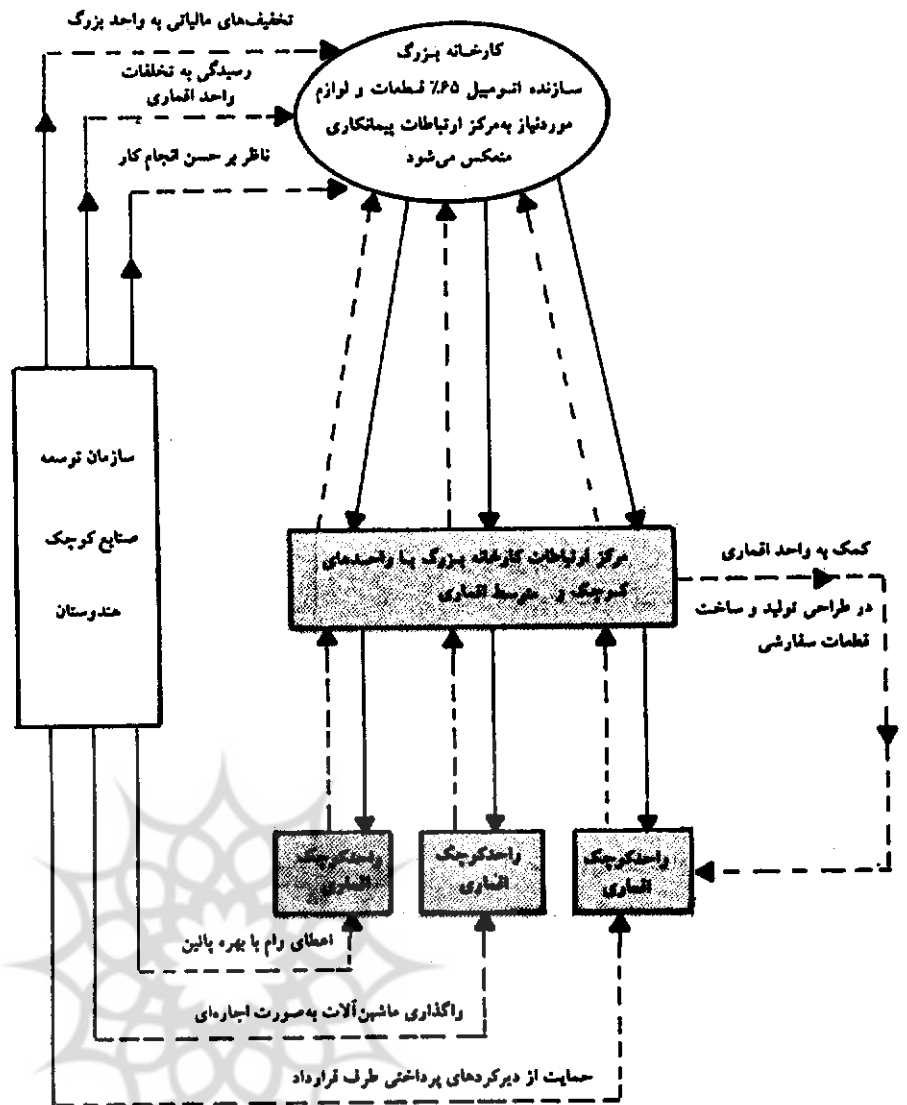 تخفیف‌های مالیاتی به واحد بزرگ
رسیدگی به تخلفات
واحد اقماری
ناظر بر حسن انجام کار
کارخانه بزرگ
سازنده اتومبیل ۶۵٪ قطعات و لوازم
موردنیاز به‌مرکز ارتباطات پیمانکاری
منعکس می‌شود
سازمان توسعه
صنایع کوچک
هندوستان
مرکز ارتباطات کارخانه بزرگ با واحدهای
کوچک و متوسط اقماری
کمک به واحد اقماری
در طراحی تولید و ساخت
قطعات سفارشی
واحدکوچک
اقماری
واحدکوچک
اقماری
واحدکوچک
اقماری
اعطای وام با بهره پائین
واگذاری ماشین‌آلات به‌صورت اجاره‌ای
حمایت از دیرکردهای پرداختی طرف قرارداد